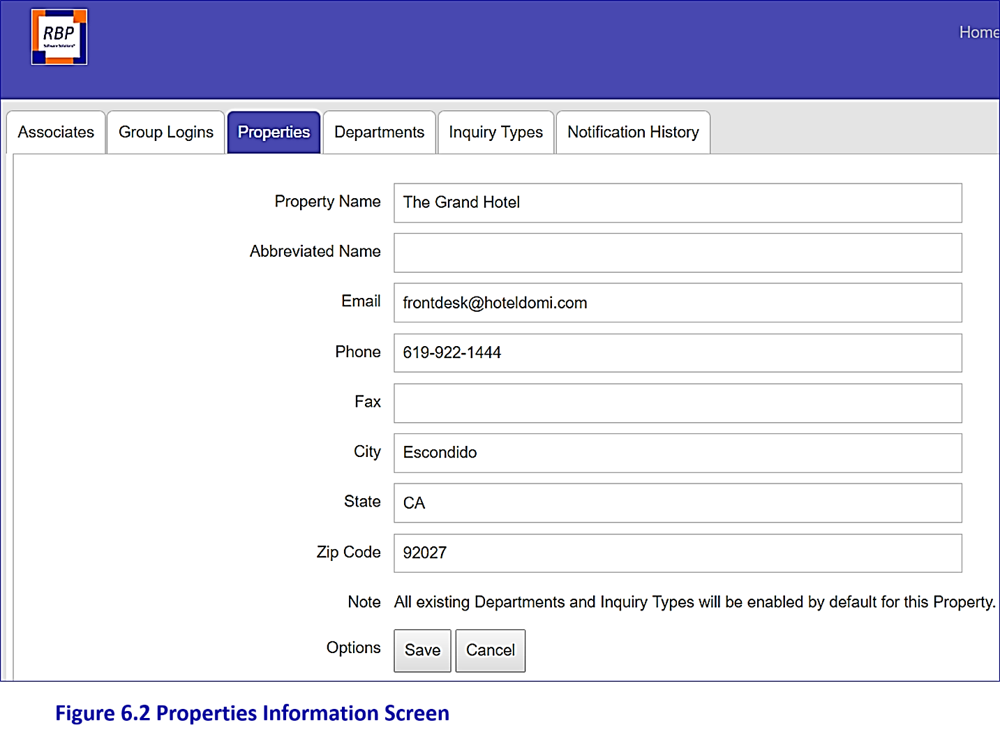 RBP
Software Solutions
Home
Associates Group Logins Properties Departments Inquiry Types Notification History
Property Name The Grand Hotel
Abbreviated Name
Email frontdesk@hoteldomi.com
Phone 619-922-1444
Fax
City Escondido
State CA
Zip Code 92027
Note All existing Departments and Inquiry Types will be enabled by default for this Property.
Options Save Cancel
Figure 6.2 Properties Information Screen